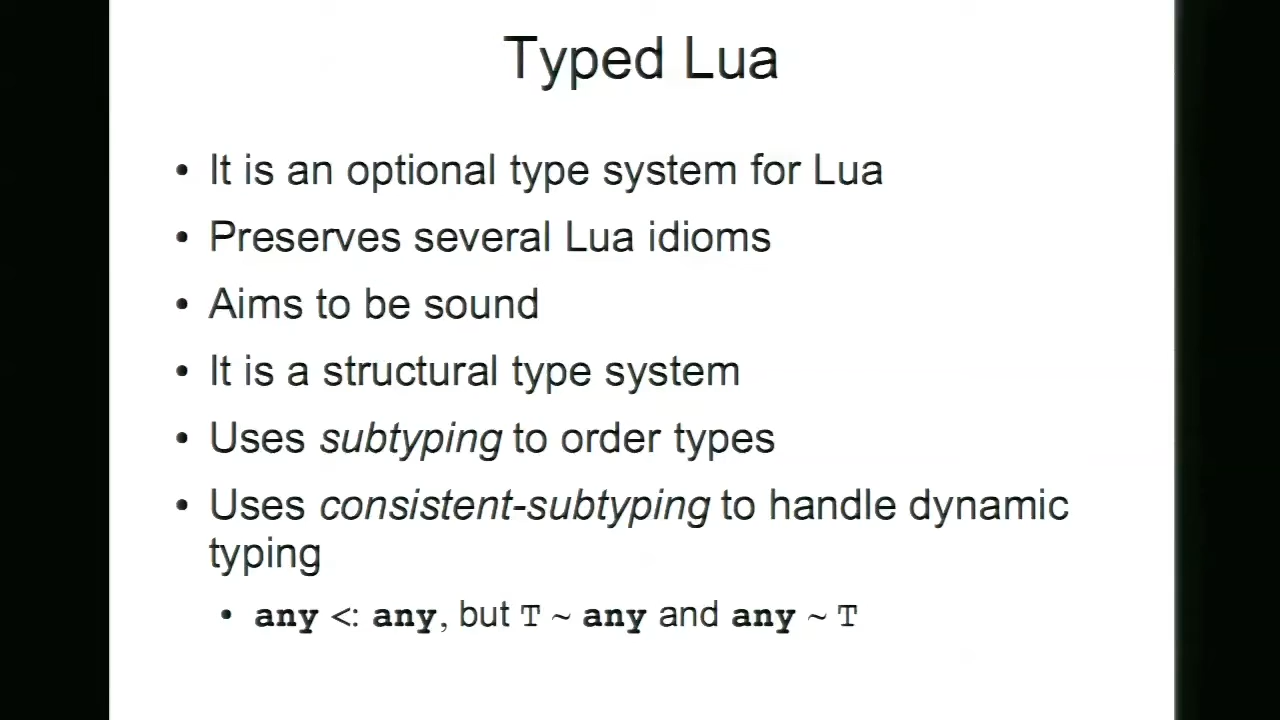 Typed Lua
• It is an optional type system for Lua
• Preserves several Lua idioms
• Aims to be sound
• It is a structural type system
• Uses subtyping to order types
• Uses consistent-subtyping to handle dynamic
typing
• any <: any, but T ~ any and any ~ T